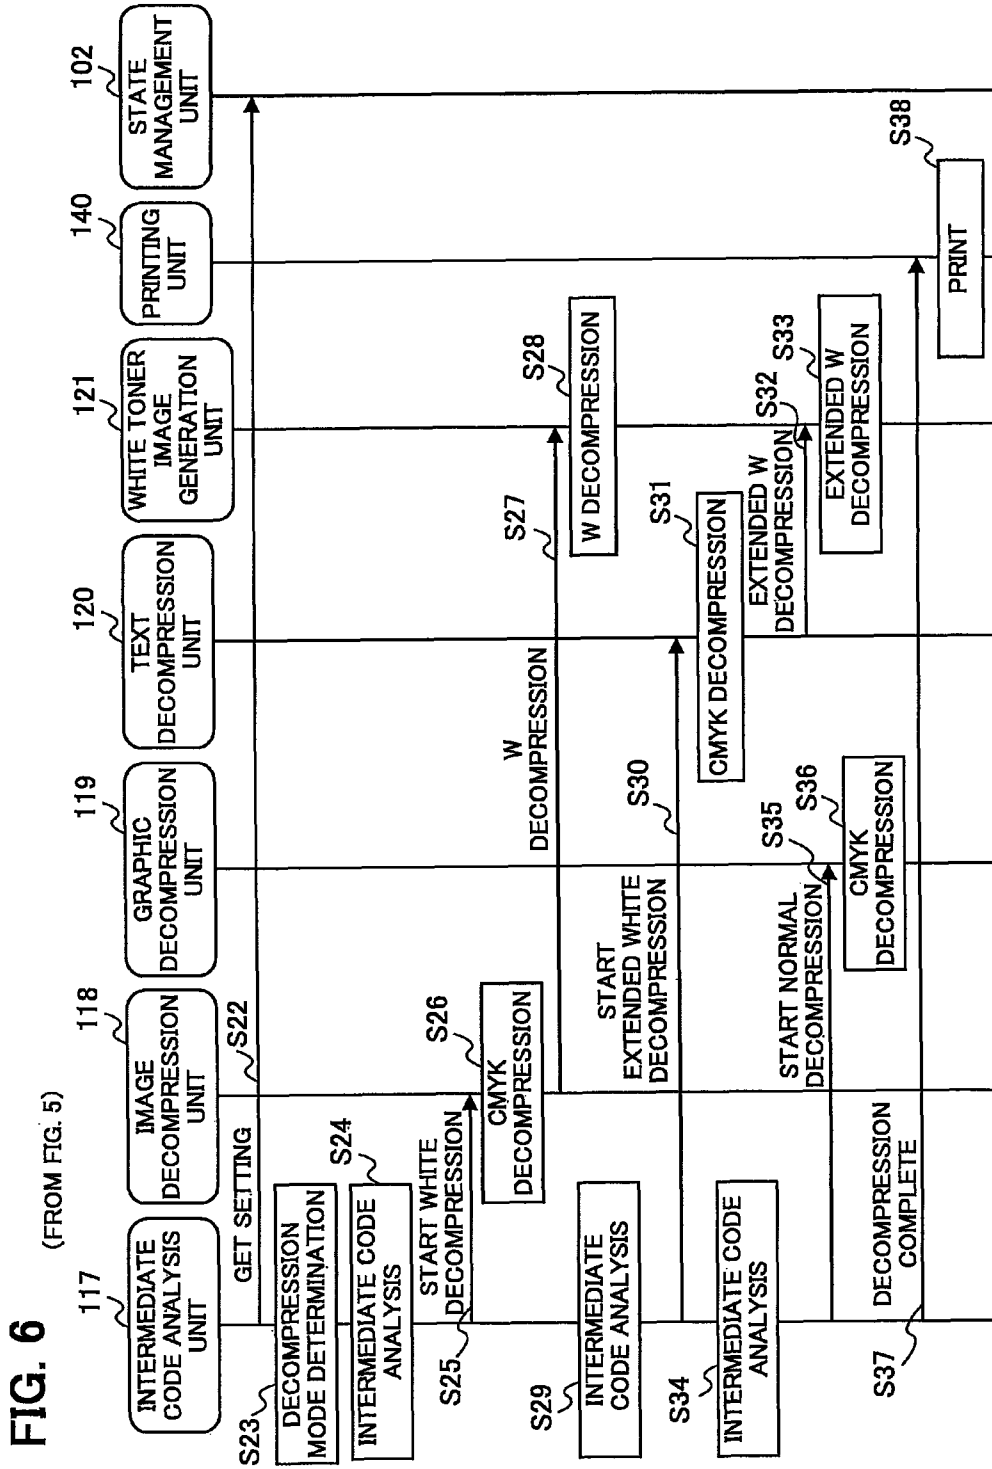 FIG. 6
(FROM FIG. 5)
117
INTERMEDIATE
CODE ANALYSIS
UNIT
118
IMAGE
DECOMPRESSION
UNIT
119
GRAPHIC
DECOMPRESSION
UNIT
120
TEXT
DECOMPRESSION
UNIT
121
WHITE TONER
IMAGE
GENERATION
UNIT
140
PRINTING
UNIT
102
STATE
MANAGEMENT
UNIT
GET SETTING
S22
S23
DECOMPRESSION
MODE DETERMINATION
S24
INTERMEDIATE CODE
ANALYSIS
START WHITE
DECOMPRESSION
S25
S26
CMYK
DECOMPRESSION
W
DECOMPRESSION
S27
S28
W DECOMPRESSION
S29
INTERMEDIATE
CODE ANALYSIS
START
EXTENDED WHITE
DECOMPRESSION
S30
S31
CMYK DECOMPRESSION
EXTENDED W
DECOMPRESSION
S32
S33
EXTENDED W
DECOMPRESSION
S34
INTERMEDIATE CODE
ANALYSIS
START NORMAL
DECOMPRESSION
S35
S36
CMYK
DECOMPRESSION
DECOMPRESSION
COMPLETE
S37
S38
PRINT